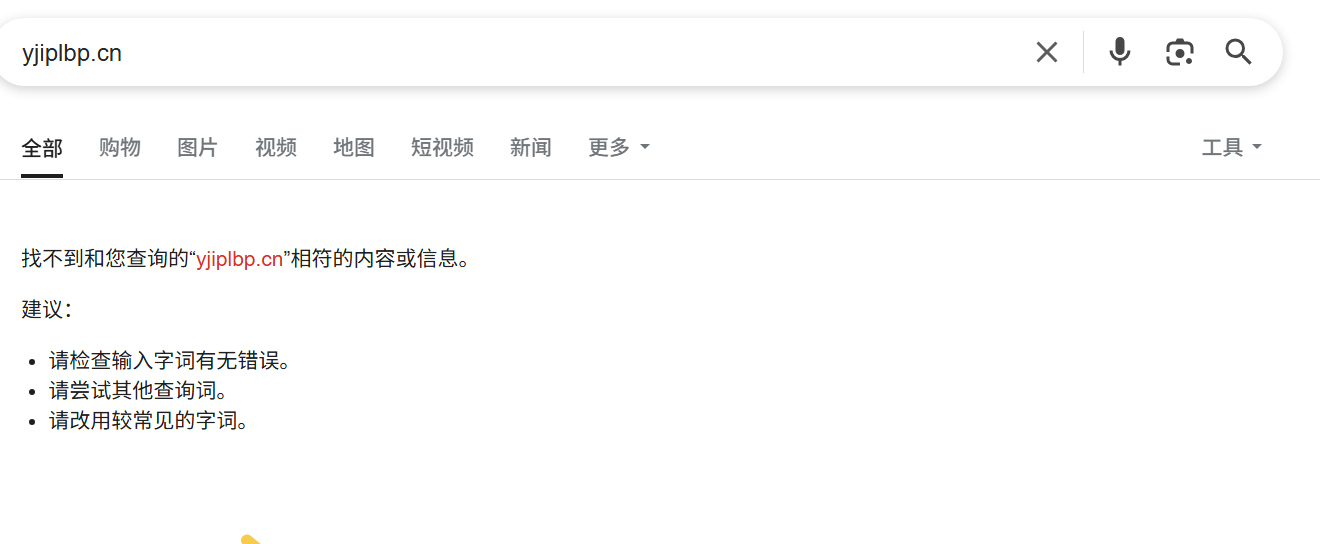 yjiplbp.cn
全部 购物 图片 视频 地图 短视频 新闻 更多 工具
找不到和您查询的“yjiplbp.cn”相符的内容或信息。
建议：
请检查输入字词有无错误。
请尝试其他查询词。
请改用较常见的字词。